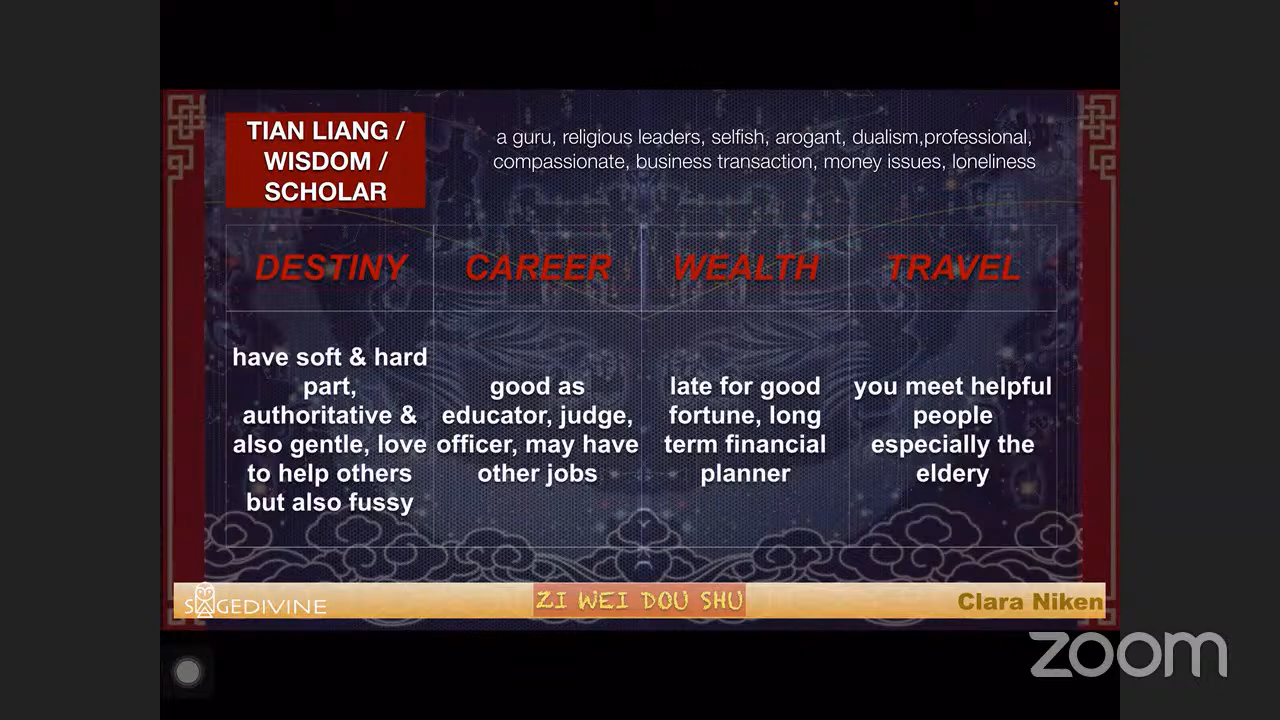 TIAN LIANG /
WISDOM /
SCHOLAR
a guru, religious leaders, selfish, arogant, dualism,professional,
compassionate, business transaction, money issues, loneliness
DESTINY
CAREER
WEALTH
TRAVEL
have soft & hard
part,
authoritative &
also gentle, love
to help others
but also fussy
good as
educator, judge,
officer, may have
other jobs
late for good
fortune, long
term financial
planner
you meet helpful
people
especially the
eldery
SAGEDIVINE
ZI WEI DOU SHU
Clara Niken
zoom